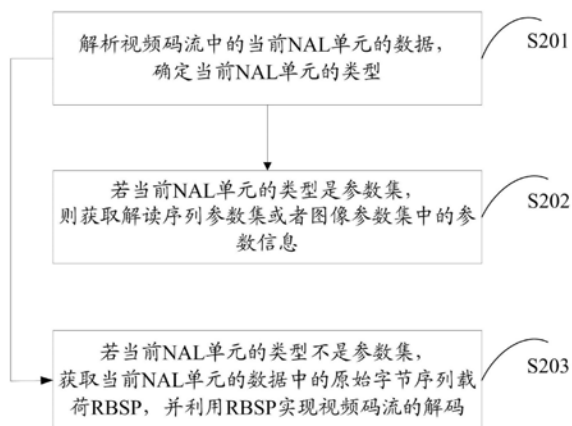 解析视频码流中的当前NAL单元的数据，
确定当前NAL单元的类型
S201
若当前NAL单元的类型是参数集，
则获取解读序列参数集或者图像参数集中的参
数信息
S202
若当前NAL单元的类型不是参数集，
获取当前NAL单元的数据中的原始字节序列载
荷RBSP，并利用RBSP实现视频码流的解码
S203